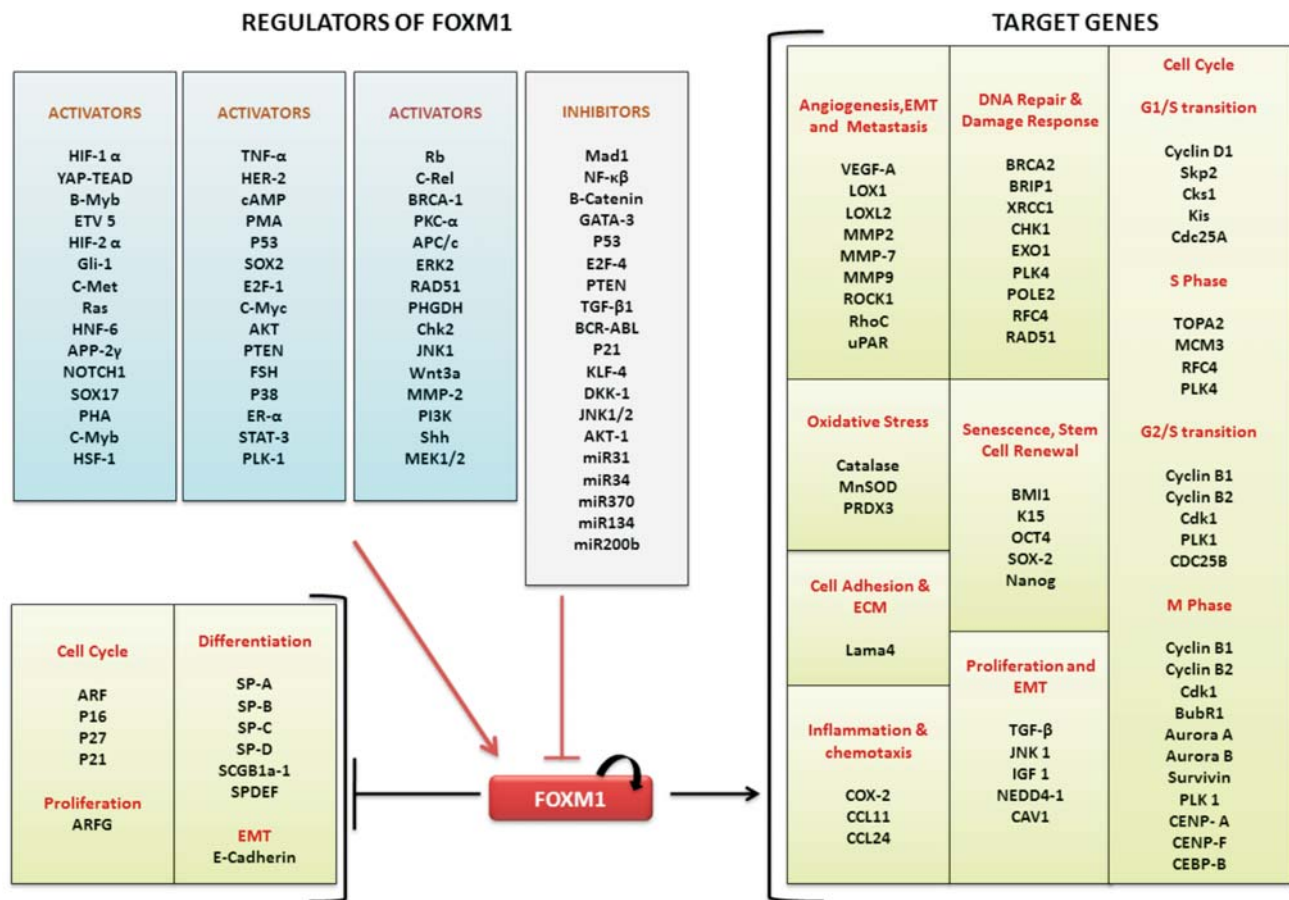 REGULATORS OF FOXM1
ACTIVATORS
HIF-1 α
YAP-TEAD
B-Myb
ETV 5
HIF-2 α
Gli-1
C-Met
Ras
HNF-6
APP-2γ
NOTCH1
SOX17
PHA
C-Myb
HSF-1
ACTIVATORS
TNF-α
HER-2
cAMP
PMA
P53
SOX2
E2F-1
C-Myc
AKT
PTEN
FSH
P38
ER-α
STAT-3
PLK-1
ACTIVATORS
Rb
C-Rel
BRCA-1
PKC-α
APC/c
ERK2
RAD51
PHGDH
Chk2
JNK1
Wnt3a
MMP-2
PI3K
Shh
MEK1/2
INHIBITORS
Mad1
NF-κβ
B-Catenin
GATA-3
P53
E2F-4
PTEN
TGF-β1
BCR-ABL
P21
KLF-4
DKK-1
JNK1/2
AKT-1
miR31
miR34
miR370
miR134
miR200b
Cell Cycle
ARF
P16
P27
P21
Proliferation
ARFG
Differentiation
SP-A
SP-B
SP-C
SP-D
SCGB1a-1
SPDEF
EMT
E-Cadherin
FOXM1
TARGET GENES
Angiogenesis,EMT
and Metastasis
VEGF-A
LOX1
LOXL2
MMP2
MMP-7
MMP9
ROCK1
RhoC
uPAR
Oxidative Stress
Catalase
MnSOD
PRDX3
Cell Adhesion &
ECM
Lama4
Inflammation &
chemotaxis
COX-2
CCL11
CCL24
DNA Repair &
Damage Response
BRCA2
BRIP1
XRCC1
CHK1
EXO1
PLK4
POLE2
RFC4
RAD51
Senescence, Stem
Cell Renewal
BMI1
K15
OCT4
SOX-2
Nanog
Proliferation and
EMT
TGF-β
JNK 1
IGF 1
NEDD4-1
CAV1
Cell Cycle
G1/S transition
Cyclin D1
Skp2
Cks1
Kis
Cdc25A
S Phase
TOPA2
MCM3
RFC4
PLK4
G2/S transition
Cyclin B1
Cyclin B2
Cdk1
PLK1
CDC25B
M Phase
Cyclin B1
Cyclin B2
Cdk1
BubR1
Aurora A
Aurora B
Survivin
PLK 1
CENP- A
CENP-F
CEBP-B